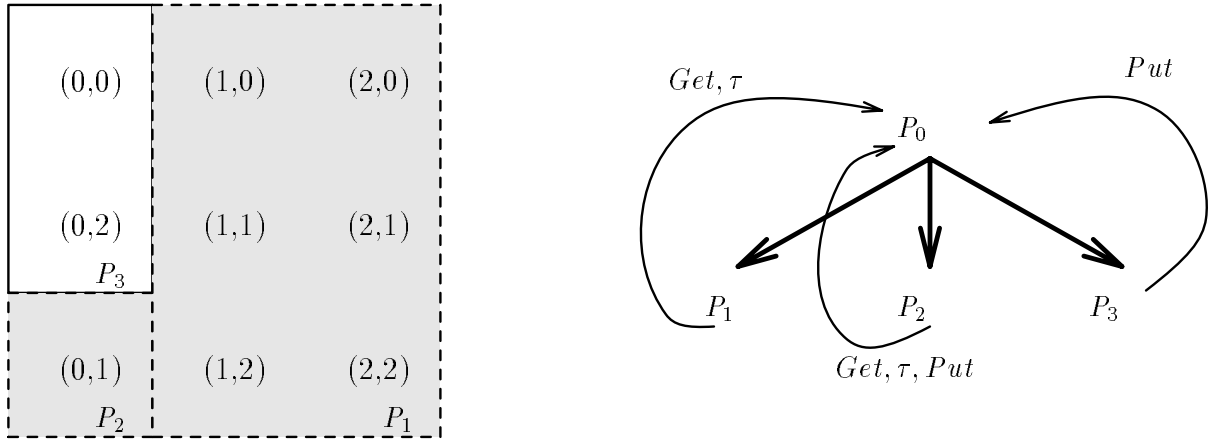 (0,0) (1,0) (2,0)
(0,2) (1,1) (2,1)
P3
(0,1) (1,2) (2,2)
P2 P1
Get, τ
Put
P0
P1 P2 P3
Get, τ, Put